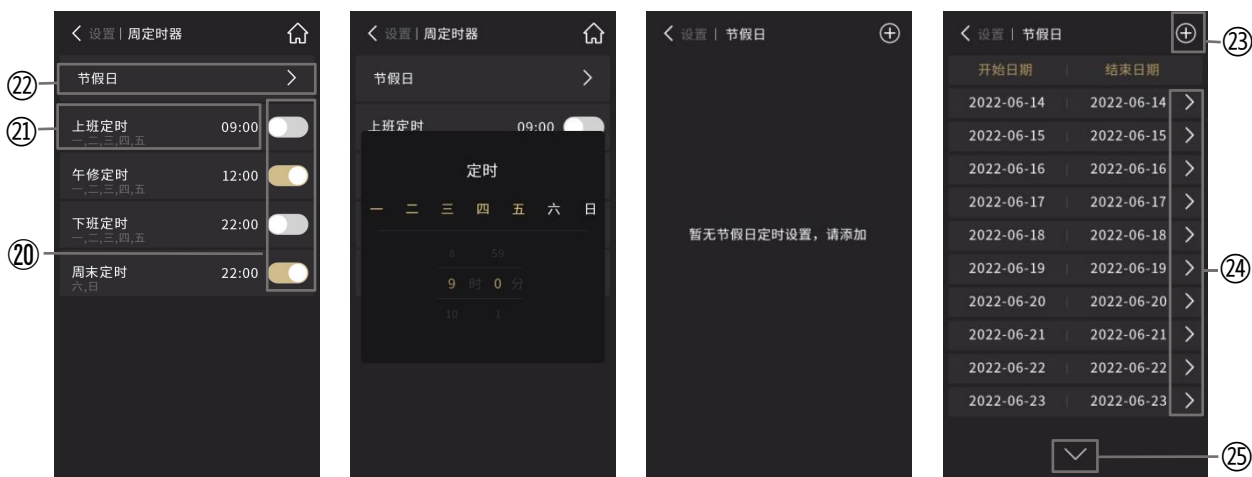 设置 | 周定时器
节假日
上班定时 09:00
一,二,三,四,五
午修定时 12:00
一,二,三,四,五
下班定时 22:00
一,二,三,四,五
周末定时 22:00
六,日
㉒
㉑
⑳
设置 | 周定时器
节假日
上班定时 09:00
定时
一 二 三 四 五 六 日
8 59
9 时 0 分
10 1
设置 | 节假日
暂无节假日定时设置，请添加
设置 | 节假日
开始日期 | 结束日期
2022-06-14 | 2022-06-14
2022-06-15 | 2022-06-15
2022-06-16 | 2022-06-16
2022-06-17 | 2022-06-17
2022-06-18 | 2022-06-18
2022-06-19 | 2022-06-19
2022-06-20 | 2022-06-20
2022-06-21 | 2022-06-21
2022-06-22 | 2022-06-22
2022-06-23 | 2022-06-23
㉓
㉔
㉕